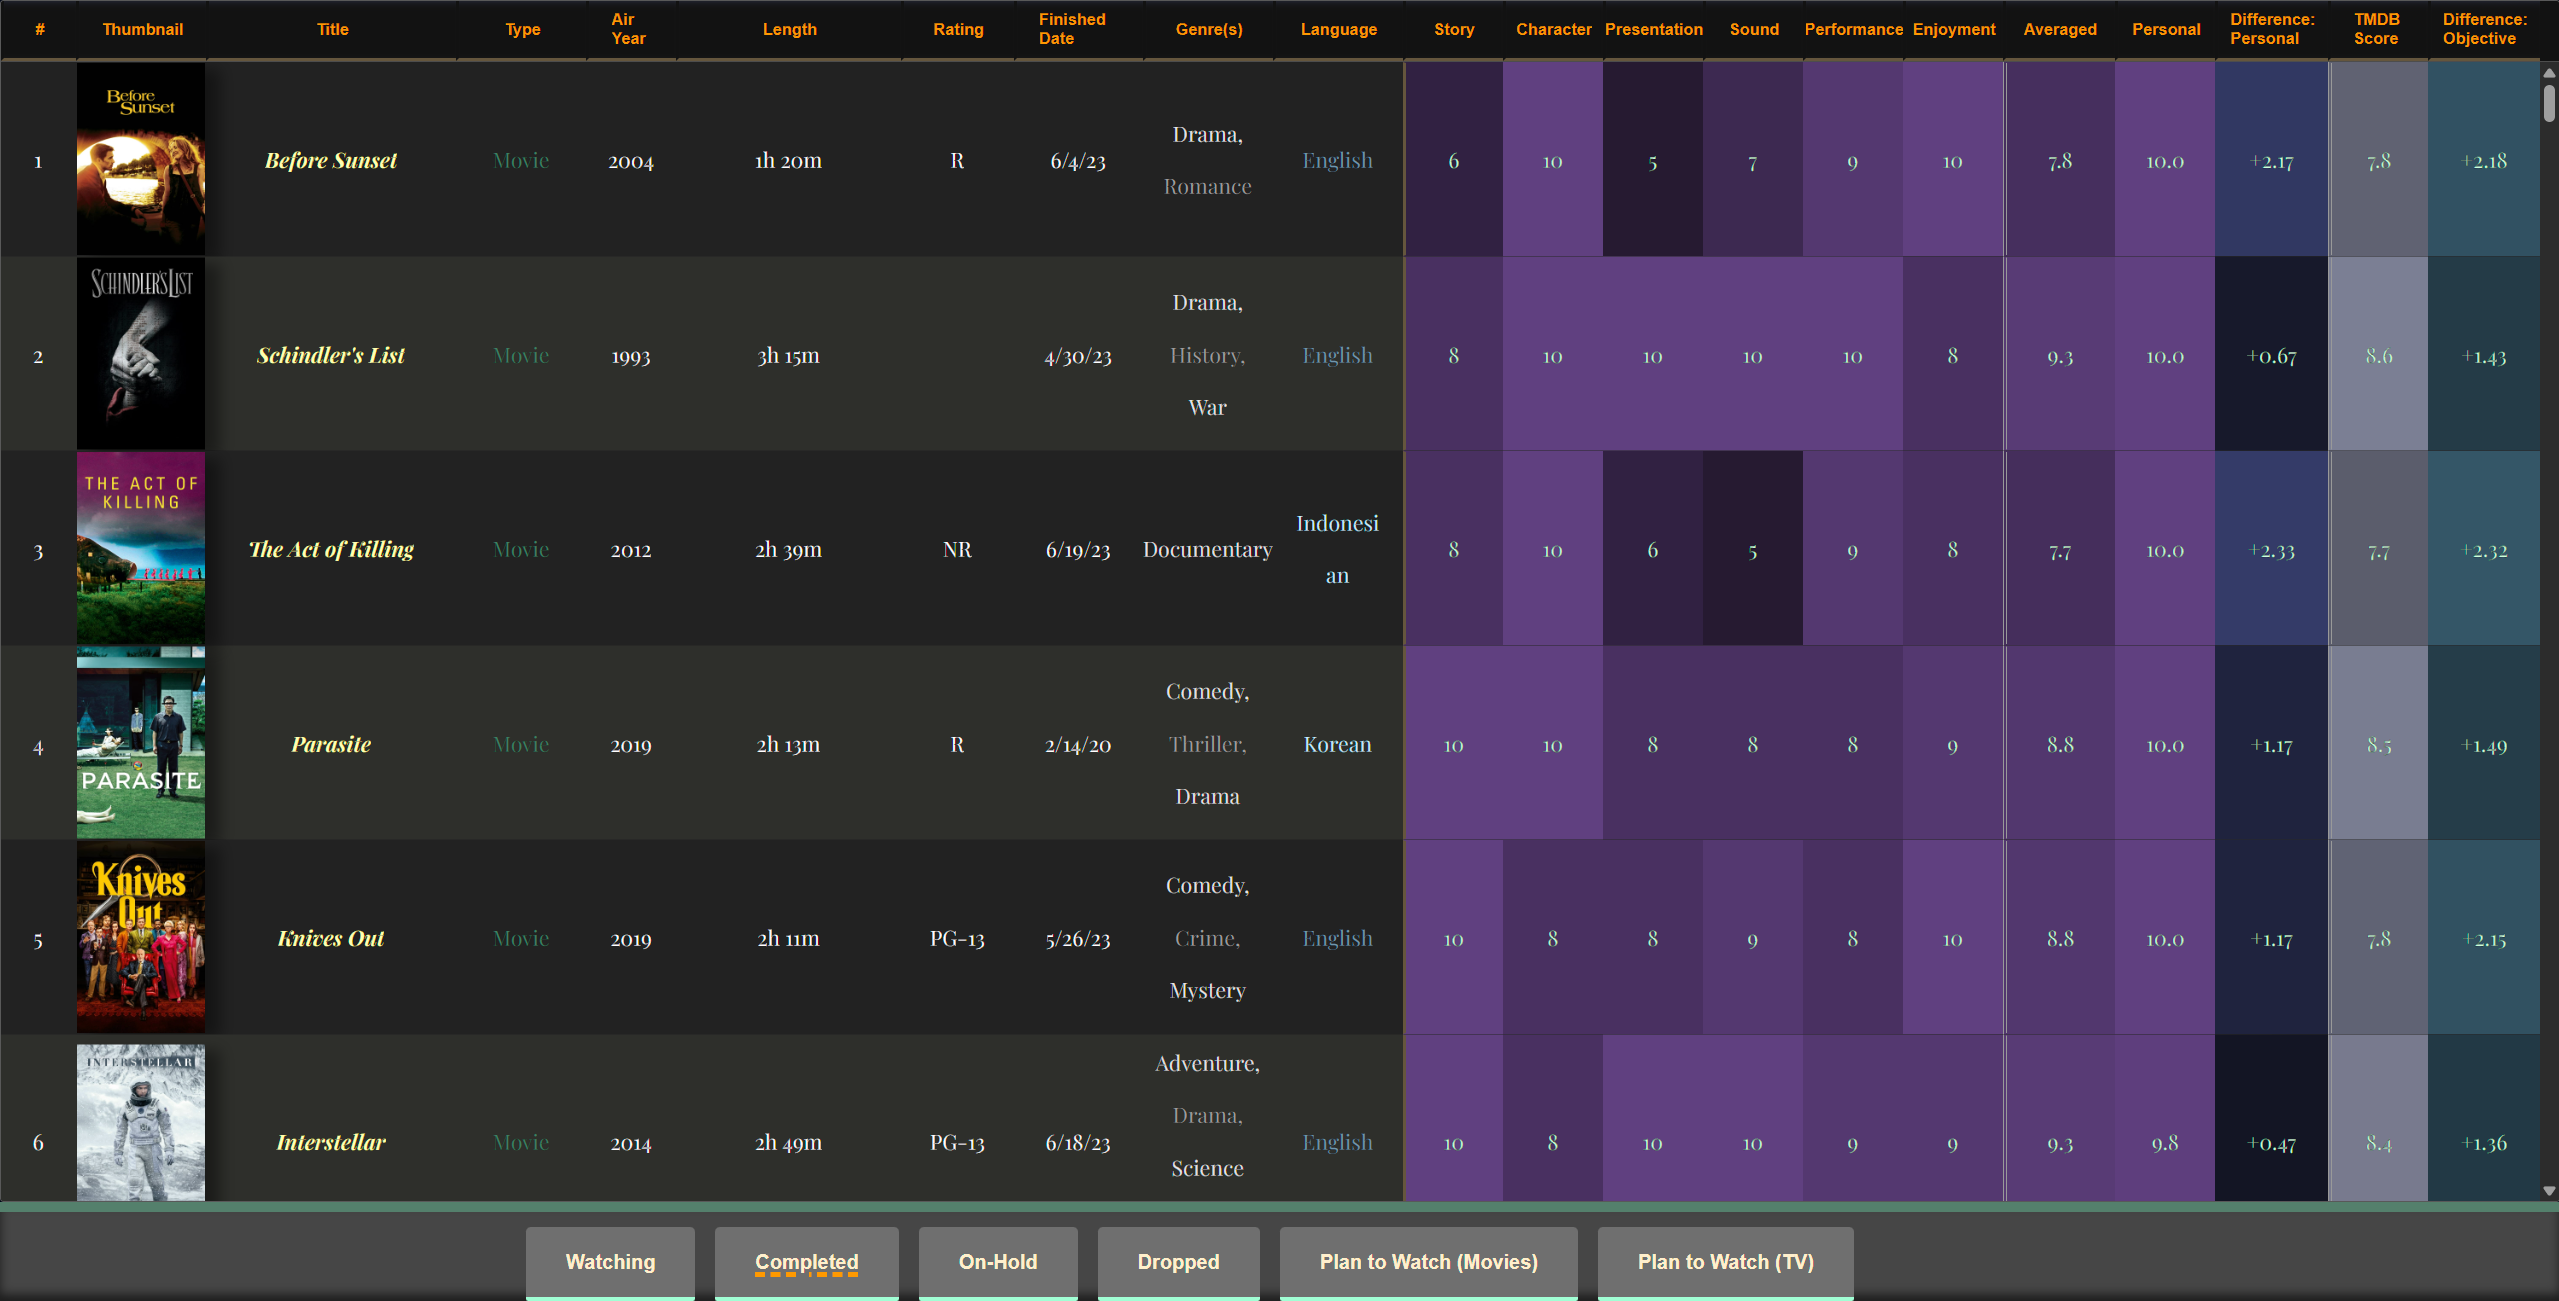 # Thumbnail Title Type Air Year Length Rating Finished Date Genre(s) Language Story Character Presentation Sound Performance Enjoyment Averaged Personal Difference: Personal TMDB Score Difference: Objective
Before Sunset
1 Before Sunset Movie 2004 1h 20m R 6/4/23 Drama, Romance English 6 10 5 7 9 10 7.8 10.0 +2.17 7.8 +2.18
SCHINDLER'S LIST
2 Schindler's List Movie 1993 3h 15m 4/30/23 Drama, History, War English 8 10 10 10 10 8 9.3 10.0 +0.67 8.6 +1.43
THE ACT OF KILLING
3 The Act of Killing Movie 2012 2h 39m NR 6/19/23 Documentary Indonesian 8 10 6 5 9 8 7.7 10.0 +2.33 7.7 +2.32
PARASITE
4 Parasite Movie 2019 2h 13m R 2/14/20 Comedy, Thriller, Drama Korean 10 10 8 8 8 9 8.8 10.0 +1.17 8.5 +1.49
Knives Out
5 Knives Out Movie 2019 2h 11m PG-13 5/26/23 Comedy, Crime, Mystery English 10 8 8 9 8 10 8.8 10.0 +1.17 7.8 +2.15
INTERSTELLAR
6 Interstellar Movie 2014 2h 49m PG-13 6/18/23 Adventure, Drama, Science English 10 8 10 10 9 9 9.3 9.8 +0.47 8.4 +1.36
Watching Completed On-Hold Dropped Plan to Watch (Movies) Plan to Watch (TV)